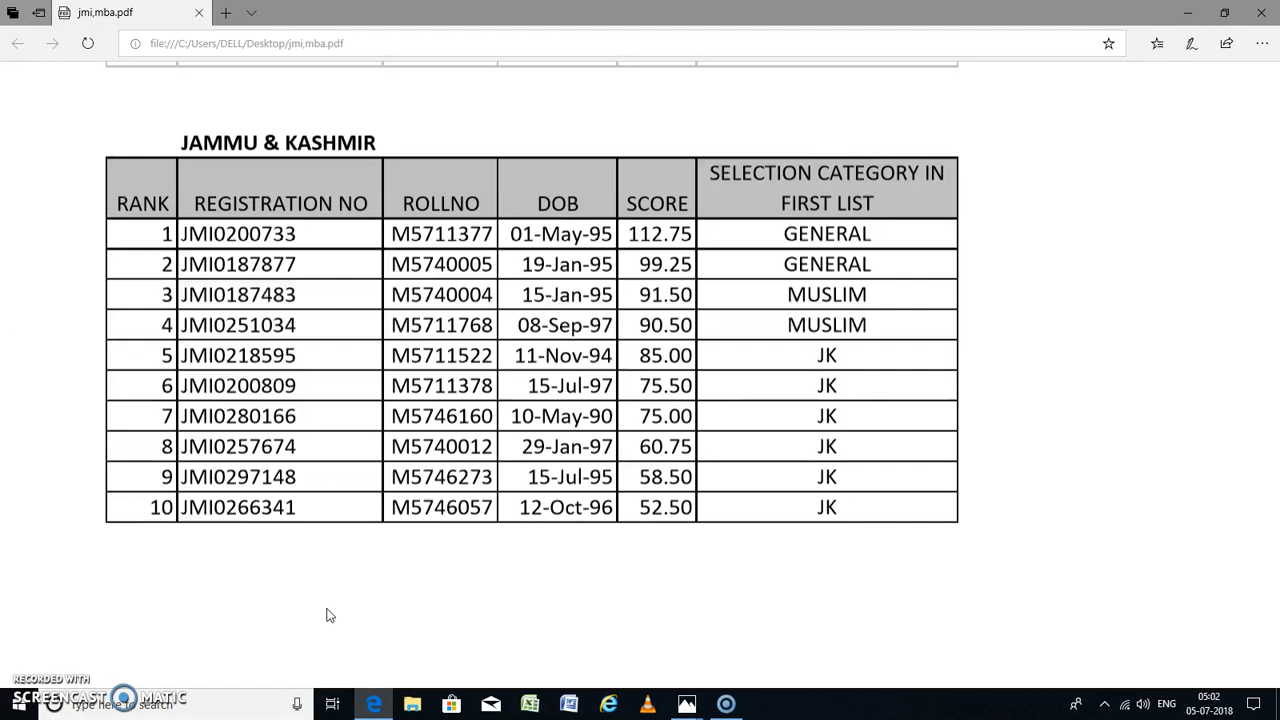 jmi,mba.pdf
file:///C:/Users/DELL/Desktop/jmi,mba.pdf
JAMMU & KASHMIR
RANK REGISTRATION NO ROLLNO DOB SCORE SELECTION CATEGORY IN FIRST LIST
1 JMI0200733 M5711377 01-May-95 112.75 GENERAL
2 JMI0187877 M5740005 19-Jan-95 99.25 GENERAL
3 JMI0187483 M5740004 15-Jan-95 91.50 MUSLIM
4 JMI0251034 M5711768 08-Sep-97 90.50 MUSLIM
5 JMI0218595 M5711522 11-Nov-94 85.00 JK
6 JMI0200809 M5711378 15-Jul-97 75.50 JK
7 JMI0280166 M5746160 10-May-90 75.00 JK
8 JMI0257674 M5740012 29-Jan-97 60.75 JK
9 JMI0297148 M5746273 15-Jul-95 58.50 JK
10 JMI0266341 M5746057 12-Oct-96 52.50 JK
RECORDED WITH
SCREENCAST MATIC
Type here to search
ENG
05:02
05-07-2018